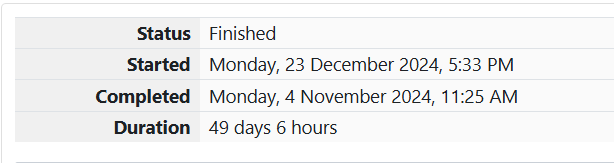 Status Finished
Started Monday, 23 December 2024, 5:33 PM
Completed Monday, 4 November 2024, 11:25 AM
Duration 49 days 6 hours